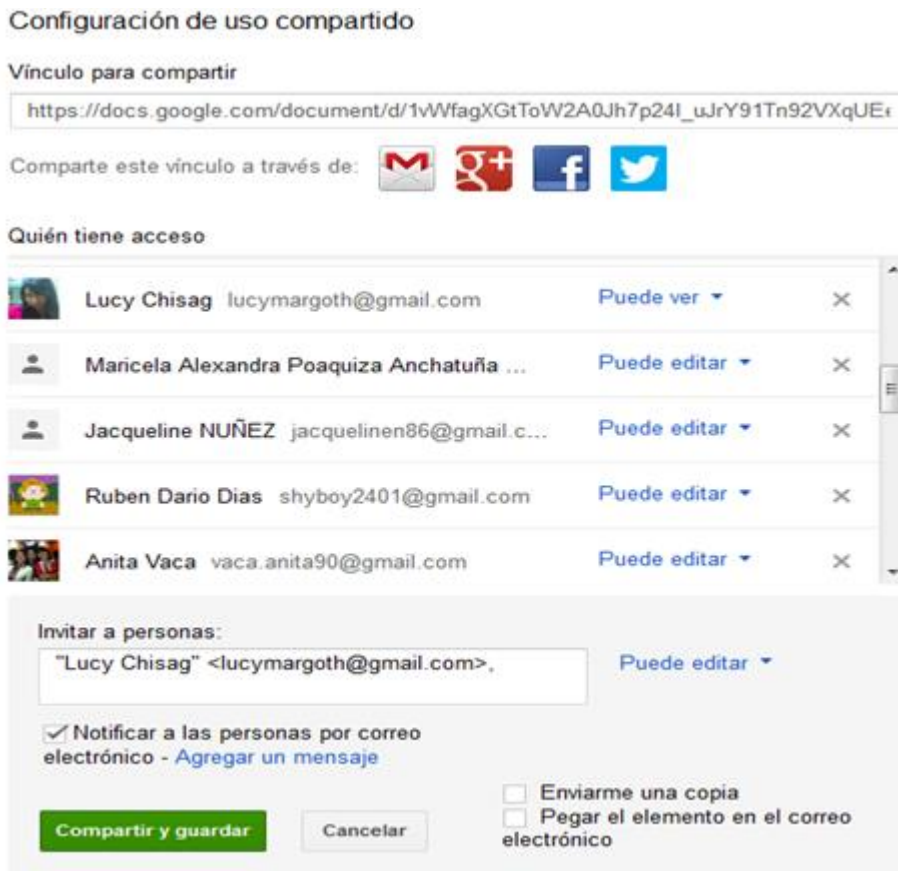 Configuración de uso compartido
Vínculo para compartir
https://docs.google.com/document/d/1vWfagXGtToW2A0Jh7p24I_uJrY91Tn92VXqUE
Comparte este vínculo a través de:
Quién tiene acceso
Lucy Chisag lucymargoth@gmail.com Puede ver
Maricela Alexandra Poaquiza Anchatuña ... Puede editar
Jacqueline NUÑEZ jacquelinen86@gmail.c... Puede editar
Ruben Dario Dias shyboy2401@gmail.com Puede editar
Anita Vaca vaca.anita90@gmail.com Puede editar
Invitar a personas:
"Lucy Chisag" <lucymargoth@gmail.com>, Puede editar
Notificar a las personas por correo
electrónico - Agregar un mensaje
Enviarme una copia
Pegar el elemento en el correo
electrónico
Compartir y guardar Cancelar